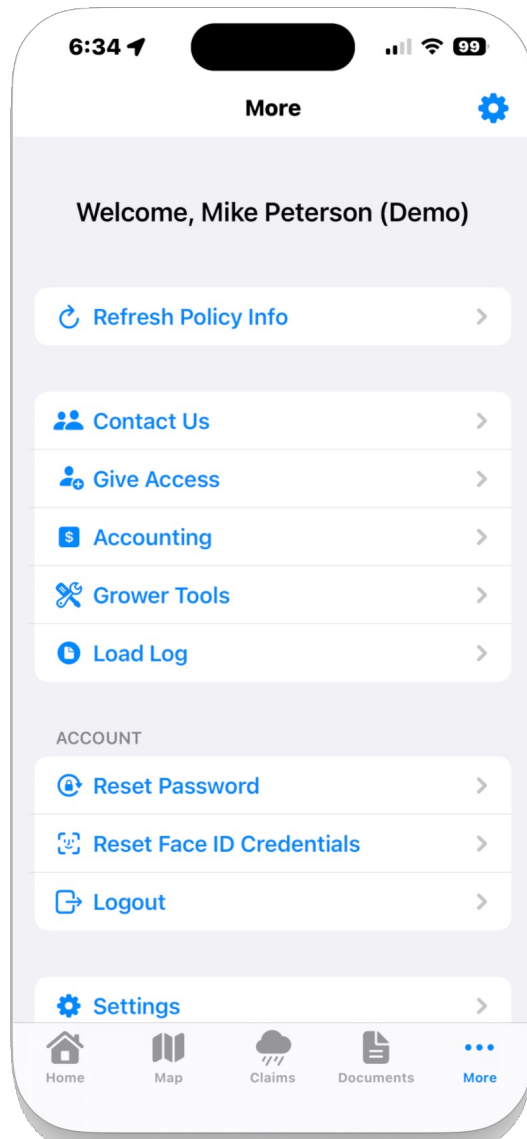 6:34
99
More
Welcome, Mike Peterson (Demo)
Refresh Policy Info
Contact Us
Give Access
$ Accounting
Grower Tools
Load Log
ACCOUNT
Reset Password
Reset Face ID Credentials
Logout
Settings
Home Map Claims Documents More